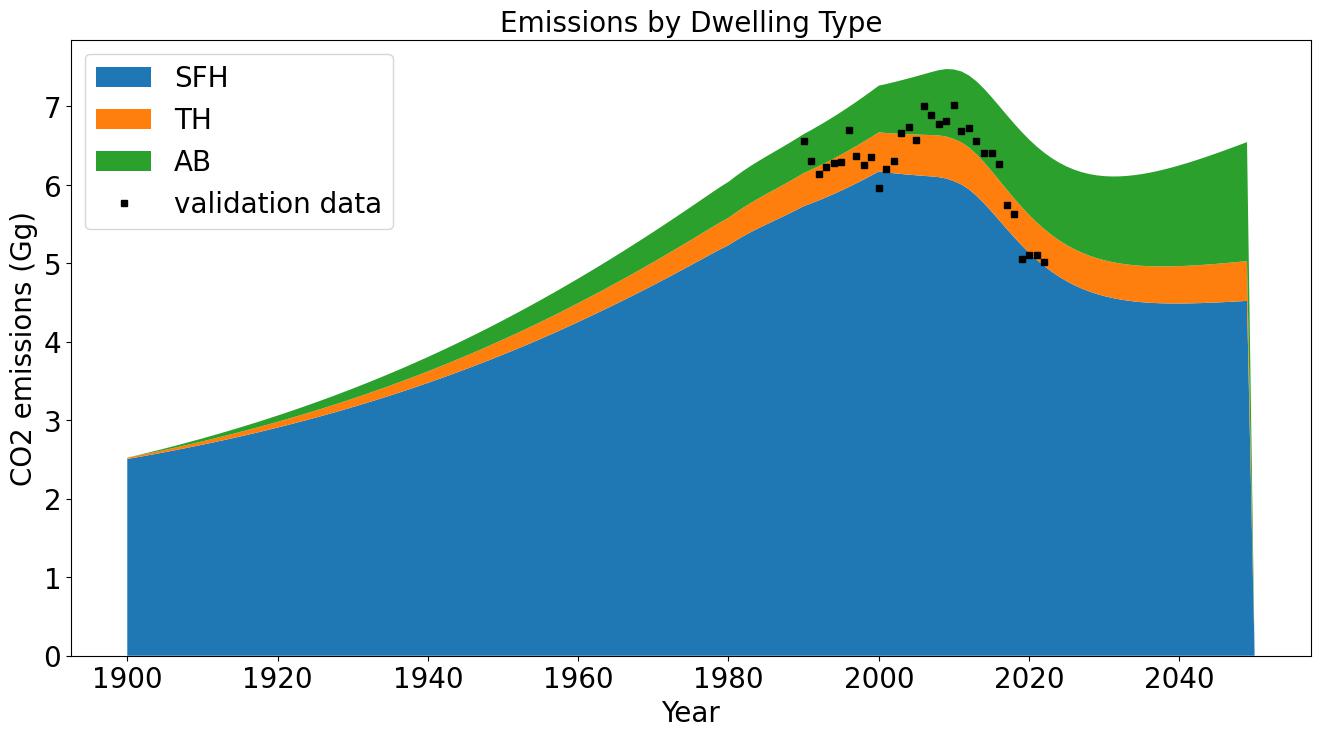 Emissions by Dwelling Type
SFH
TH
AB
validation data
CO2 emissions (Gg)
7
6
5
4
3
2
1
0
1900 1920 1940 1960 1980 2000 2020 2040
Year